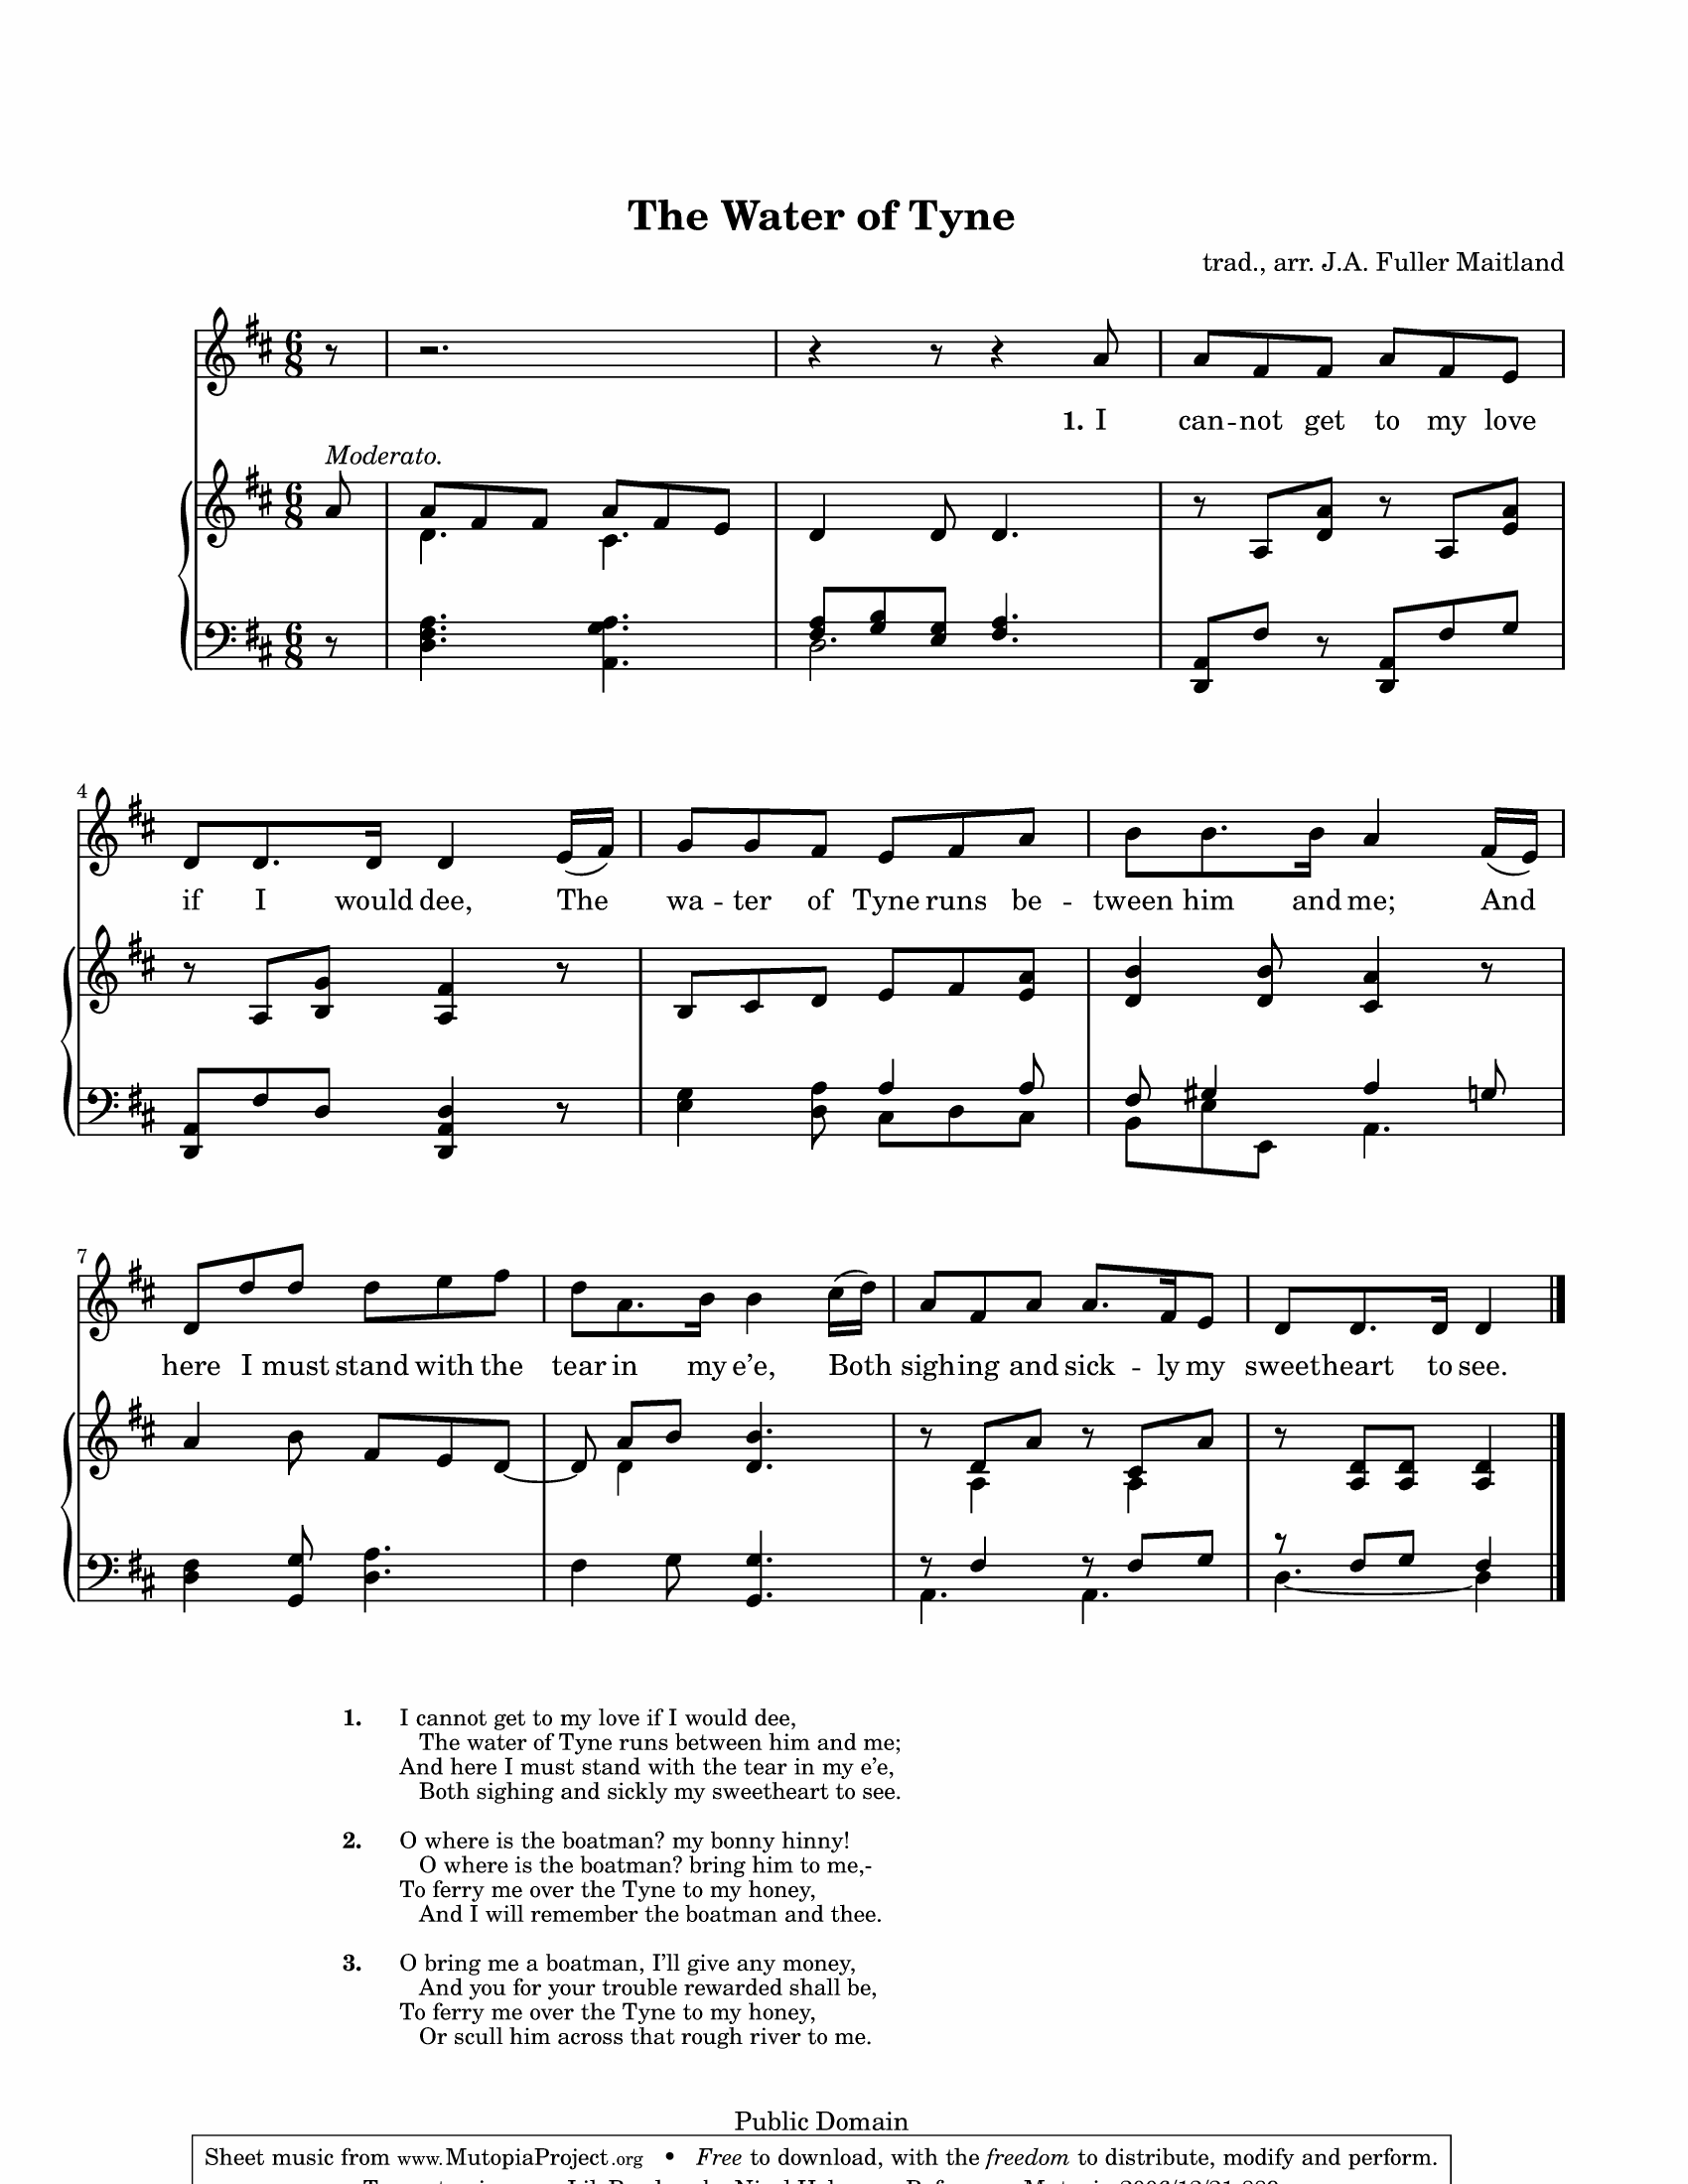 The Water of Tyne
trad., arr. J.A. Fuller Maitland
1. I can -- not get to my love
Moderato.
4
if I would dee, The wa -- ter of Tyne runs be -- tween him and me; And
7
here I must stand with the tear in my e’e, Both sighing and sick -- ly my sweetheart to see.
1. I cannot get to my love if I would dee,
The water of Tyne runs between him and me;
And here I must stand with the tear in my e’e,
Both sighing and sickly my sweetheart to see.
2. O where is the boatman? my bonny hinny!
O where is the boatman? bring him to me,-
To ferry me over the Tyne to my honey,
And I will remember the boatman and thee.
3. O bring me a boatman, I’ll give any money,
And you for your trouble rewarded shall be,
To ferry me over the Tyne to my honey,
Or scull him across that rough river to me.
Public Domain
Sheet music from www.MutopiaProject.org • Free to download, with the freedom to distribute, modify and perform.